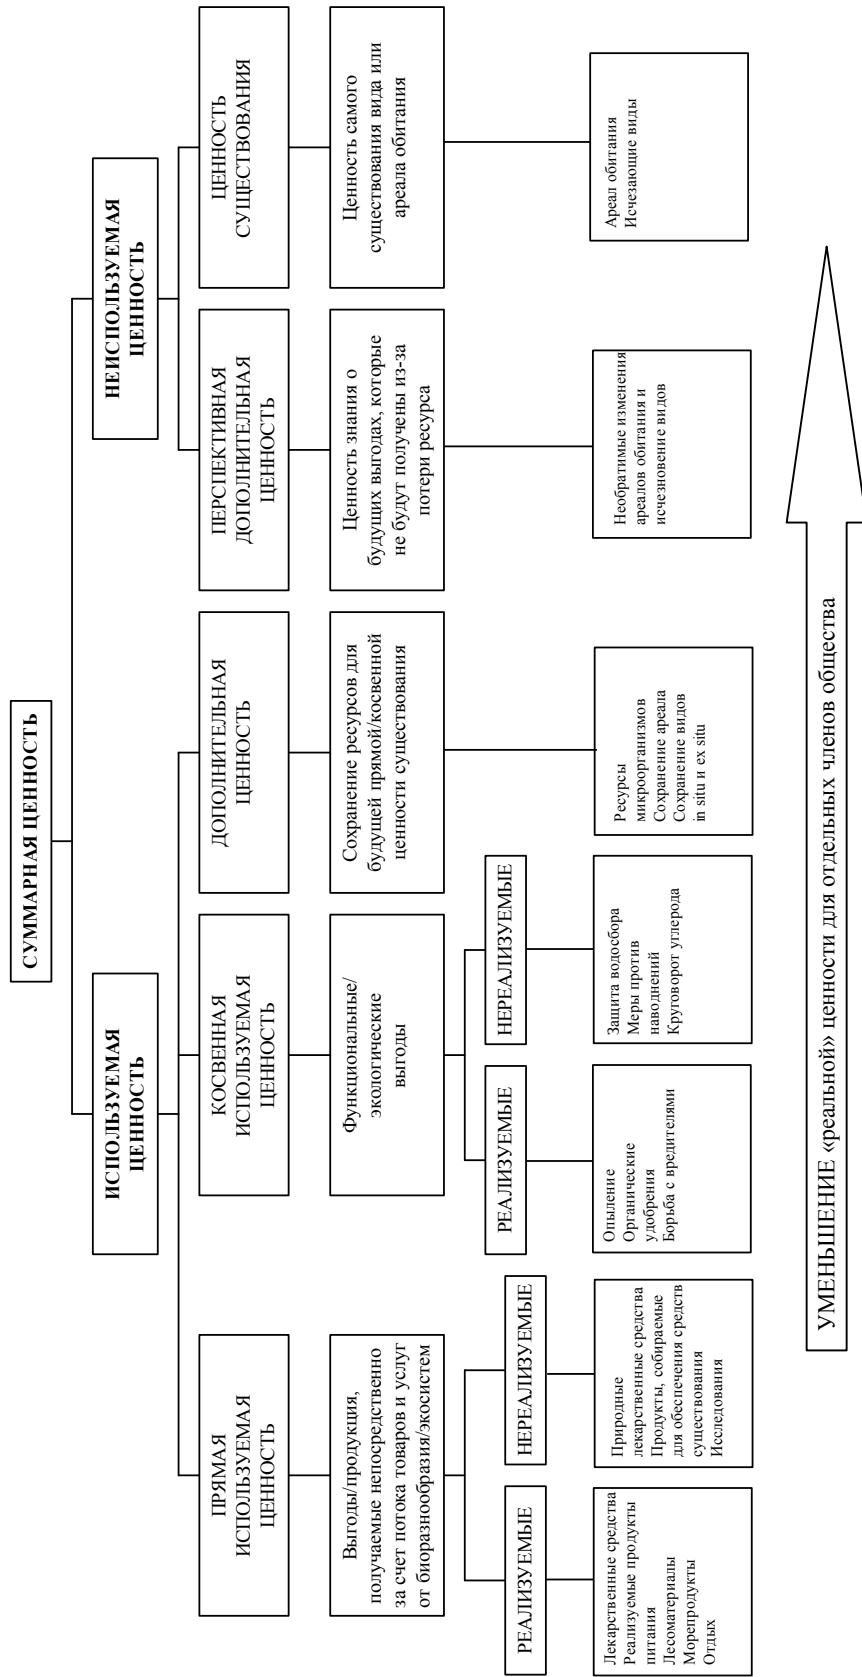 СУММАРНАЯ ЦЕННОСТЬ
ИСПОЛЬЗУЕМАЯ
ЦЕННОСТЬ
НЕИСПОЛЬЗУЕМАЯ
ЦЕННОСТЬ
ПРЯМАЯ
ИСПОЛЬЗУЕМАЯ
ЦЕННОСТЬ
КОСВЕННАЯ
ИСПОЛЬЗУЕМАЯ
ЦЕННОСТЬ
ДОПОЛНИТЕЛЬНАЯ
ЦЕННОСТЬ
ПЕРСПЕКТИВНАЯ
ДОПОЛНИТЕЛЬНАЯ
ЦЕННОСТЬ
ЦЕННОСТЬ
СУЩЕСТВОВАНИЯ
Выгоды/продукция,
получаемые непосредственно
за счет потока товаров и услуг
от биоразнообразия/экосистем
Функциональные/
экологические
выгоды
Сохранение ресурсов для
будущей прямой/косвенной
ценности существования
Ценность знания о
будущих выгодах, которые
не будут получены из-за
потери ресурса
Ценность самого
существования вида или
ареала обитания
РЕАЛИЗУЕМЫЕ
НЕРЕАЛИЗУЕМЫЕ
РЕАЛИЗУЕМЫЕ
НЕРЕАЛИЗУЕМЫЕ
Лекарственные средства
Реализуемые продукты
питания
Лесоматериалы
Морепродукты
Отдых
Природные
лекарственные средства
Продукты, собираемые
для обеспечения средств
существования
Исследования
Опыление
Органические
удобрения
Борьба с вредителями
Защита водосбора
Меры против
наводнений
Круговорот углерода
Ресурсы
микроорганизмов
Сохранение ареала
Сохранение видов
in situ и ex situ
Необратимые изменения
ареалов обитания и
исчезновение видов
Ареал обитания
Исчезающие виды
УМЕНЬШЕНИЕ «реальной» ценности для отдельных членов общества